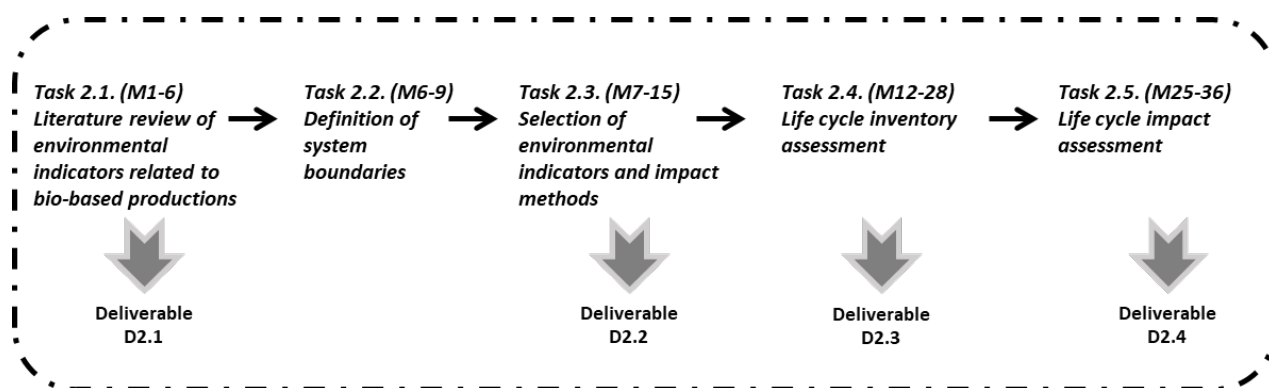 Task 2.1. (M1-6)
Literature review of
environmental
indicators related to
bio-based productions
Task 2.2. (M6-9)
Definition of
system
boundaries
Task 2.3. (M7-15)
Selection of
environmental
indicators and impact
methods
Task 2.4. (M12-28)
Life cycle inventory
assessment
Task 2.5. (M25-36)
Life cycle impact
assessment
Deliverable
D2.1
Deliverable
D2.2
Deliverable
D2.3
Deliverable
D2.4